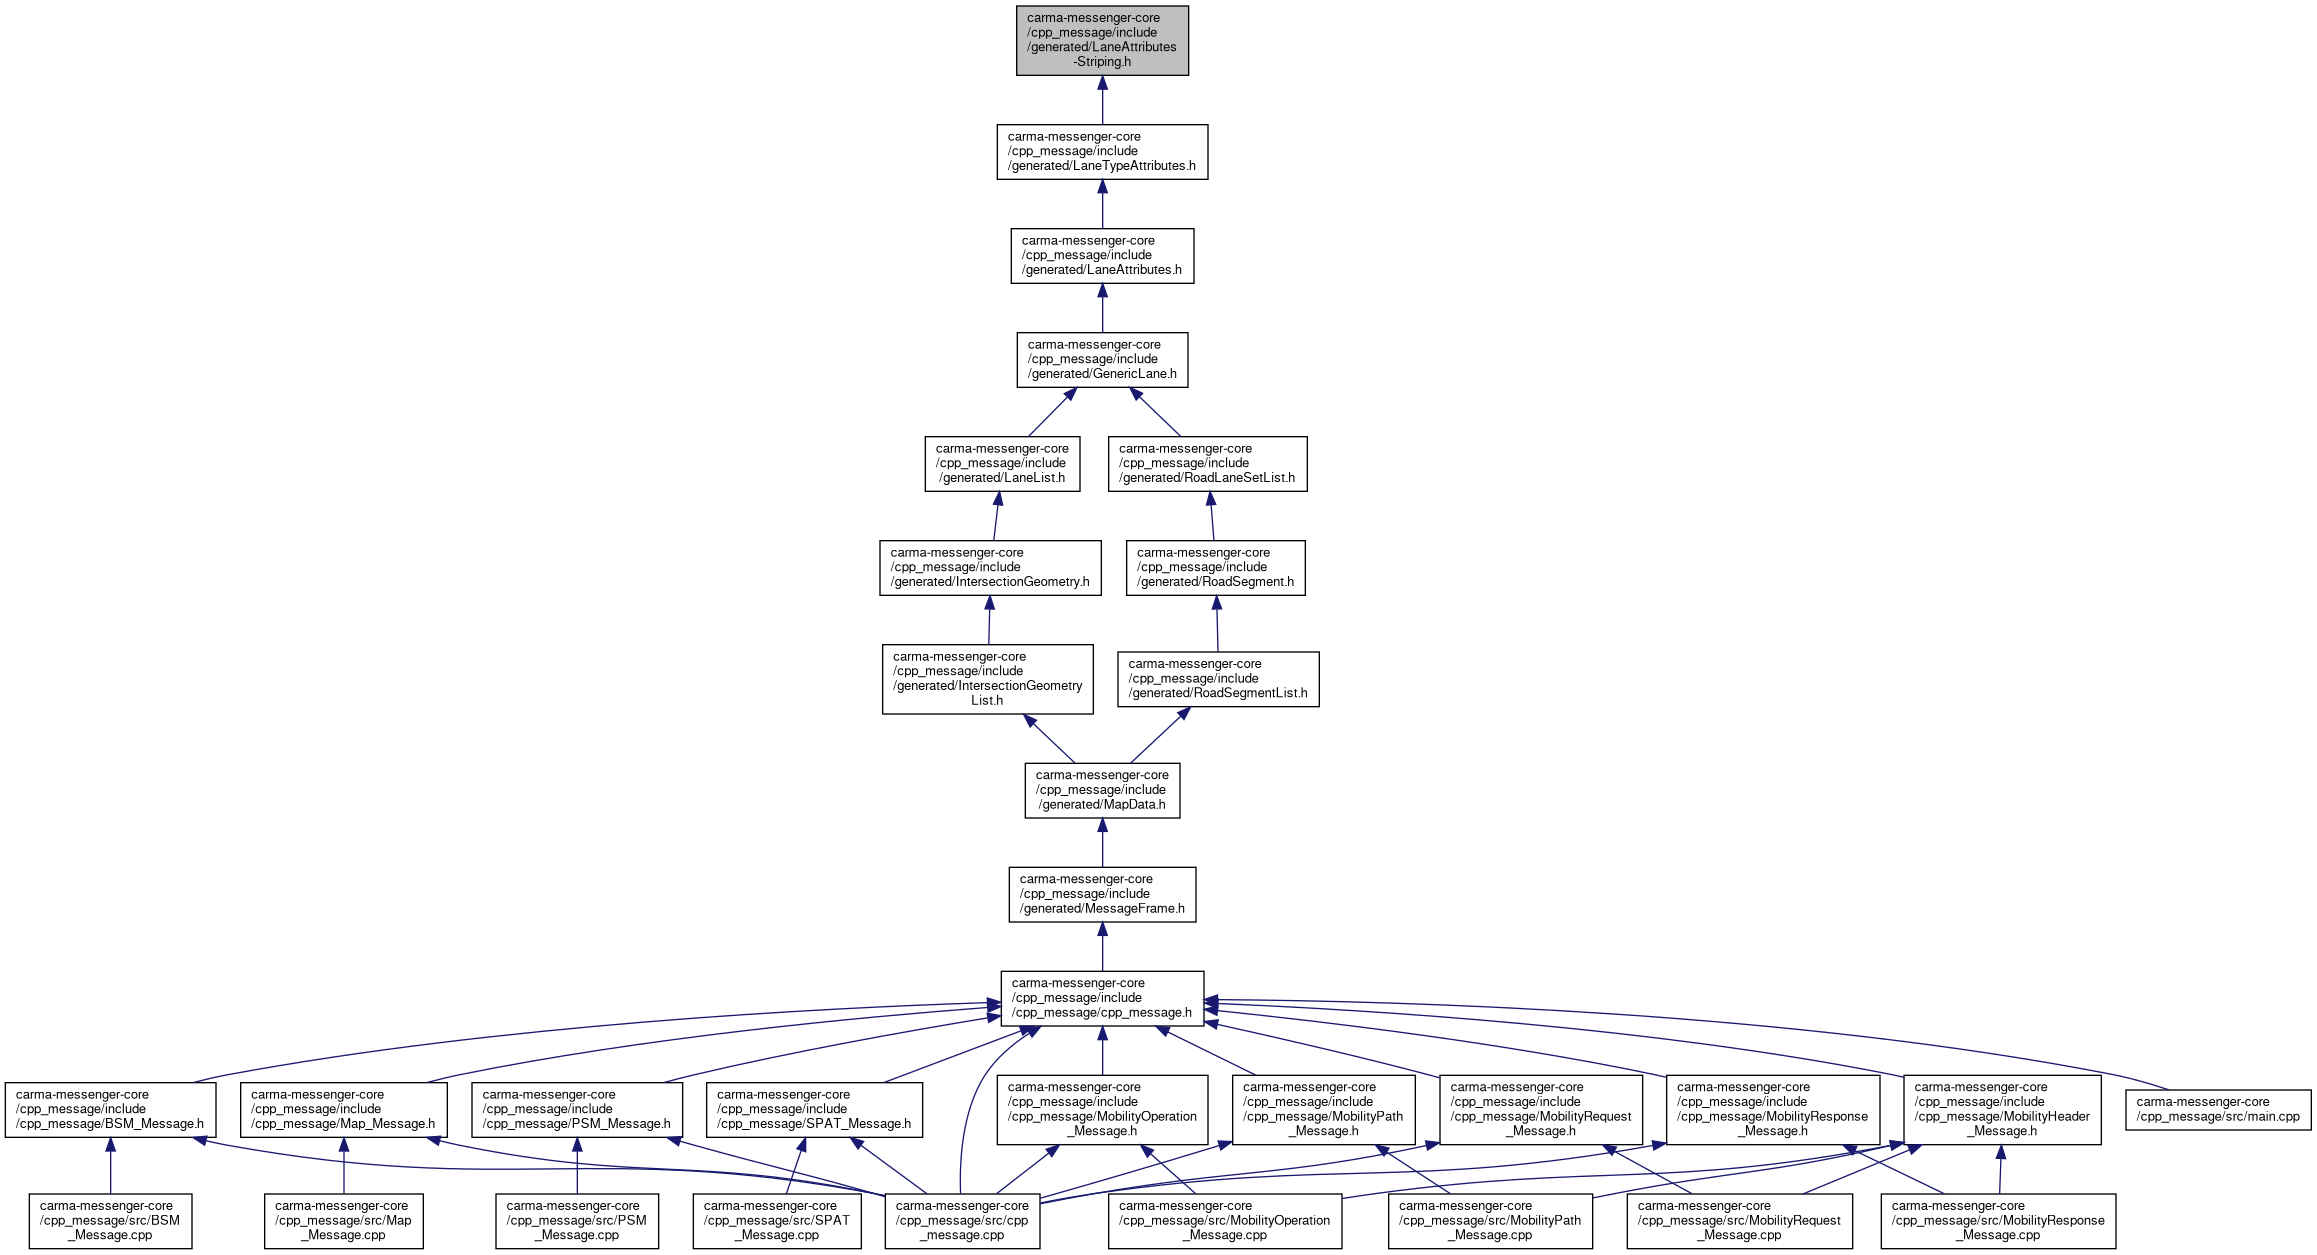 carma-messenger-core
/cpp_message/include
/generated/LaneAttributes
-Striping.h
carma-messenger-core
/cpp_message/include
/generated/LaneTypeAttributes.h
carma-messenger-core
/cpp_message/include
/generated/LaneAttributes.h
carma-messenger-core
/cpp_message/include
/generated/GenericLane.h
carma-messenger-core
/cpp_message/include
/generated/LaneList.h
carma-messenger-core
/cpp_message/include
/generated/RoadLaneSetList.h
carma-messenger-core
/cpp_message/include
/generated/IntersectionGeometry.h
carma-messenger-core
/cpp_message/include
/generated/RoadSegment.h
carma-messenger-core
/cpp_message/include
/generated/IntersectionGeometry
List.h
carma-messenger-core
/cpp_message/include
/generated/RoadSegmentList.h
carma-messenger-core
/cpp_message/include
/generated/MapData.h
carma-messenger-core
/cpp_message/include
/generated/MessageFrame.h
carma-messenger-core
/cpp_message/include
/cpp_message/cpp_message.h
carma-messenger-core
/cpp_message/include
/cpp_message/BSM_Message.h
carma-messenger-core
/cpp_message/include
/cpp_message/Map_Message.h
carma-messenger-core
/cpp_message/include
/cpp_message/PSM_Message.h
carma-messenger-core
/cpp_message/include
/cpp_message/SPAT_Message.h
carma-messenger-core
/cpp_message/include
/cpp_message/MobilityOperation
_Message.h
carma-messenger-core
/cpp_message/include
/cpp_message/MobilityPath
_Message.h
carma-messenger-core
/cpp_message/include
/cpp_message/MobilityRequest
_Message.h
carma-messenger-core
/cpp_message/include
/cpp_message/MobilityResponse
_Message.h
carma-messenger-core
/cpp_message/include
/cpp_message/MobilityHeader
_Message.h
carma-messenger-core
/cpp_message/src/main.cpp
carma-messenger-core
/cpp_message/src/BSM
_Message.cpp
carma-messenger-core
/cpp_message/src/Map
_Message.cpp
carma-messenger-core
/cpp_message/src/PSM
_Message.cpp
carma-messenger-core
/cpp_message/src/SPAT
_Message.cpp
carma-messenger-core
/cpp_message/src/cpp
_message.cpp
carma-messenger-core
/cpp_message/src/MobilityOperation
_Message.cpp
carma-messenger-core
/cpp_message/src/MobilityPath
_Message.cpp
carma-messenger-core
/cpp_message/src/MobilityRequest
_Message.cpp
carma-messenger-core
/cpp_message/src/MobilityResponse
_Message.cpp